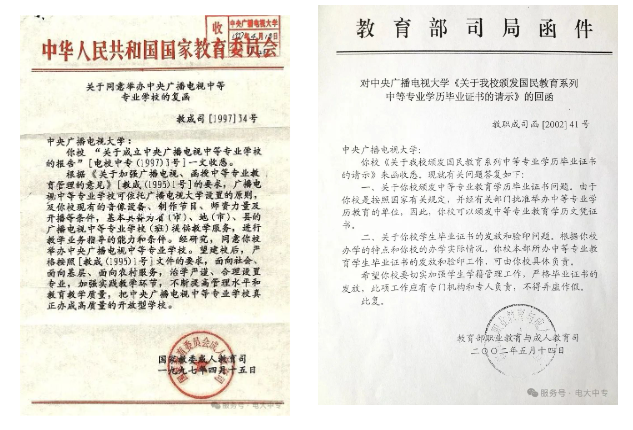 收
中央广播电视大学
中华人民共和国国家教育委员会
关于同意举办中央广播电视中等
专业学校的复函
教成司[1997]34号
中央广播电视大学:
你校“关于成立中央广播电视中等专业学校
的报告”[电校中专(1997)1号]一文收悉。
根据《关于加强广播电视、函授中等专业教育
管理的意见》[教成(1995)1号]的要求,广播电
视中等专业学校可依托广播电视大学设置的原则,
及你校现有的音像设备、制作节目、师资力量及
开播等条件,基本具备为省(市)、地(市)、县的
广播电视中等专业学校(班)提供教学服务,进行
教学业务指导的能力和条件。经研究,同意你校
举办中央广播电视中等专业学校。望建校后,严
格按照[教成(1995)1号]文件的要求,面向社会、
面向基层、面向农村服务,治学严谨、合理设置
专业,加强实践教学环节,不断提高管理水平和
教育教学质量,把中央广播电视中等专业学校真
正办成高质量的开放型学校。
国家教委成人教育司
一九九七年四月十五日
服务号·电大中专
教育部司局函件
对中央广播电视大学《关于我校颁发国民教育系列
中等专业学历毕业证书的请示》的回函
教职成司函[2002]41号
中央广播电视大学:
你校《关于我校颁发国民教育系列中等专业学历毕业证书
的请示》来函收悉。现就有关问题答复如下:
一、关于你校颁发中等专业教育学历毕业证书问题。由于
你校是按照国家有关规定,并经有关部门批准举办中等专业学
历教育的单位,因此,你校可以颁发中等专业教育学历文凭证
书。
二、关于你校学生毕业证书的发放和验印问题。根据你校
办学的特点和你校的办学实际情况,你校本部所办中等专业教
育学生毕业证书的发放和验印工作,可由你校具体负责。
希望你校要切实加强学生学籍管理工作,严格毕业证书的
发放,此项工作应有专门机构和专人负责,不得弄虚作假。
此复。
教育部职业教育与成人教育司
二〇〇二年五月十四日
服务号·电大中专